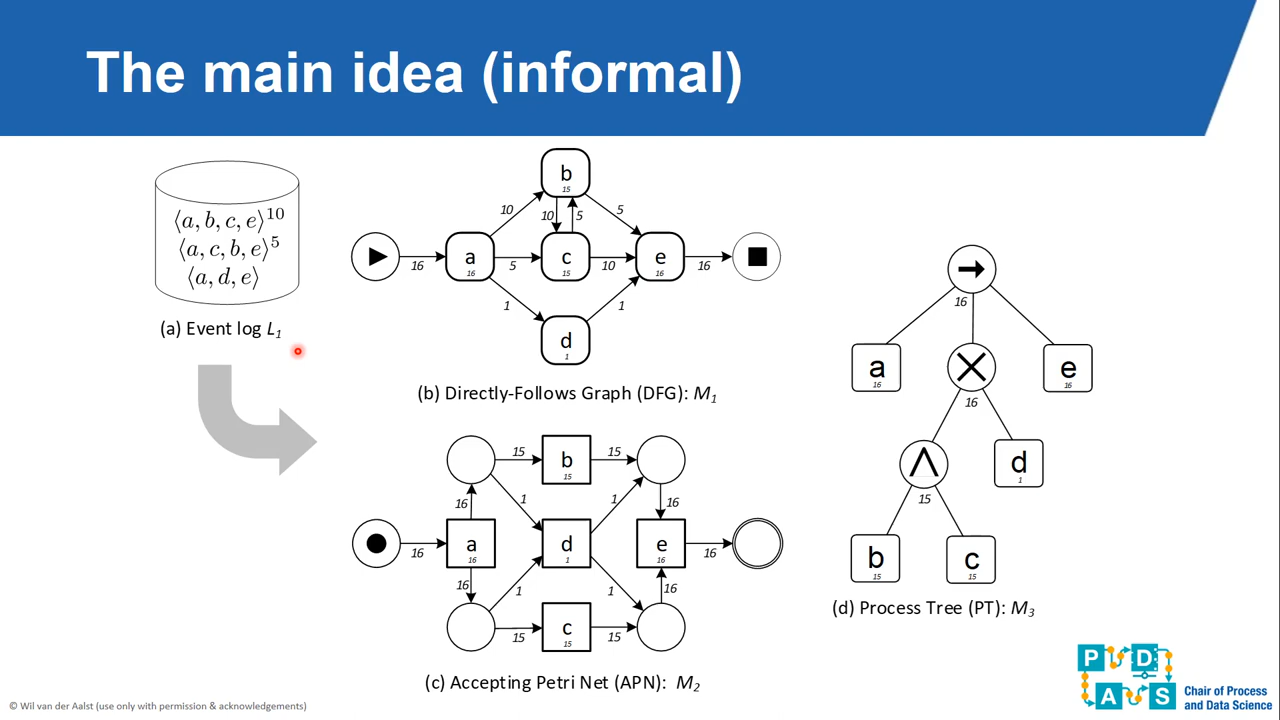 The main idea (informal)
⟨a, b, c, e⟩^10
⟨a, c, b, e⟩^5
⟨a, d, e⟩
(a) Event log L1
16
a
16
10
5
1
b
15
10
5
c
15
d
1
5
10
1
e
16
16
(b) Directly-Follows Graph (DFG): M1
16
a
16
16
16
15
1
1
15
b
15
d
1
c
15
15
1
1
15
16
e
16
16
16
(c) Accepting Petri Net (APN): M2
→
16
a
16
×
16
e
16
∧
15
d
1
b
15
c
15
(d) Process Tree (PT): M3
© Wil van der Aalst (use only with permission & acknowledgements)
P D
A S
Chair of Process
and Data Science